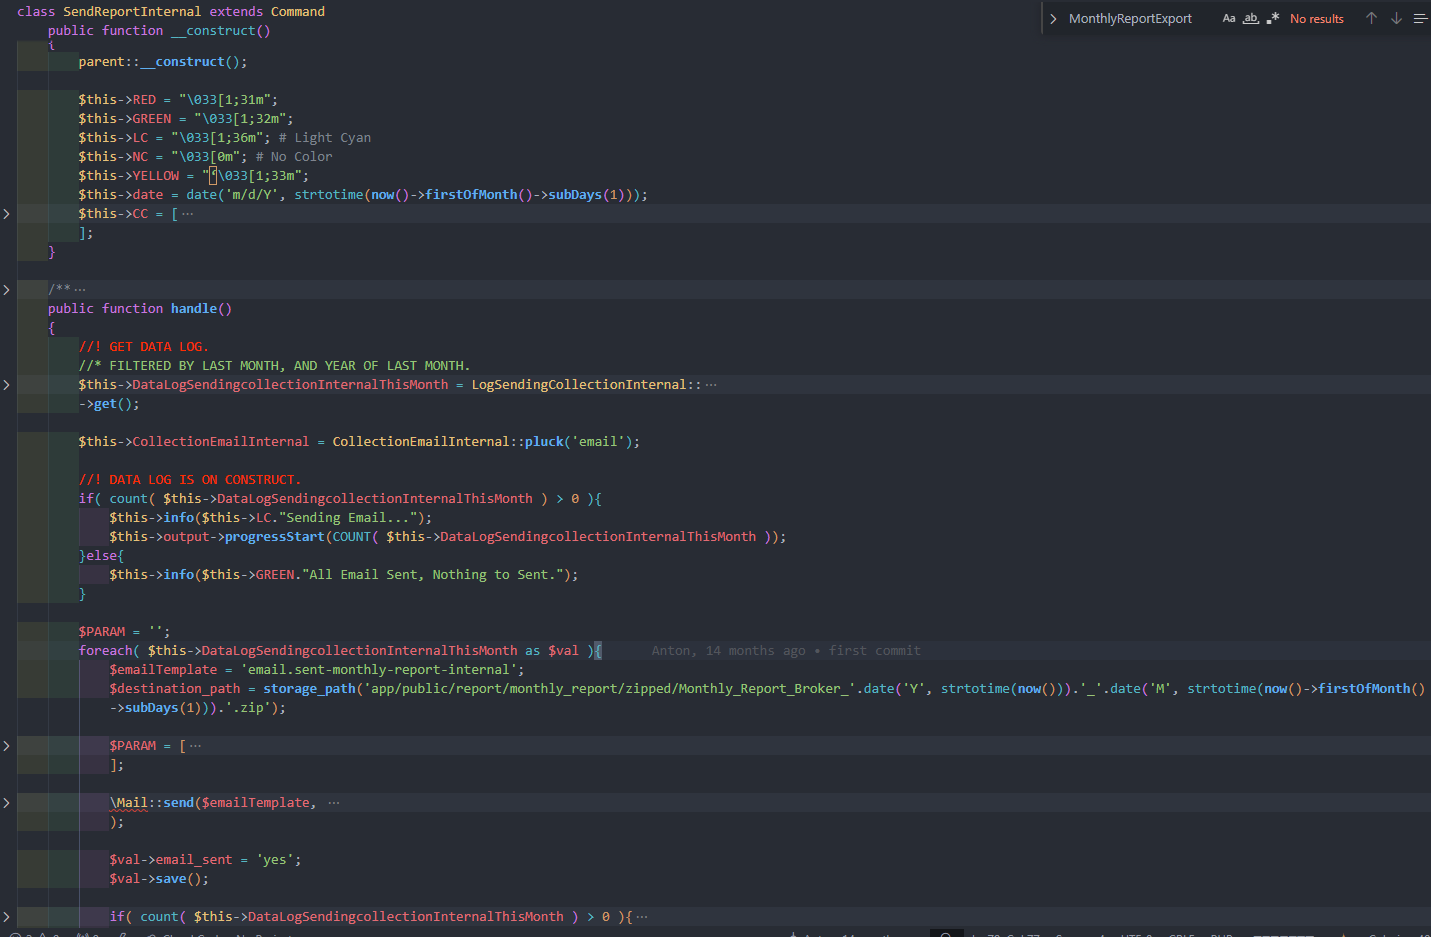 class SendReportInternal extends Command
MonthlyReportExport Aa ab .* No results
public function __construct()
{
parent::__construct();
$this->RED = "\033[1;31m";
$this->GREEN = "\033[1;32m";
$this->LC = "\033[1;36m"; # Light Cyan
$this->NC = "\033[0m"; # No Color
$this->YELLOW = "‘\033[1;33m";
$this->date = date('m/d/Y', strtotime(now()->firstOfMonth()->subDays(1)));
$this->CC = [ ···
];
}
/** ···
public function handle()
{
//! GET DATA LOG.
//* FILTERED BY LAST MONTH, AND YEAR OF LAST MONTH.
$this->DataLogSendingcollectionInternalThisMonth = LogSendingCollectionInternal:: ···
->get();
$this->CollectionEmailInternal = CollectionEmailInternal::pluck('email');
//! DATA LOG IS ON CONSTRUCT.
if( count( $this->DataLogSendingcollectionInternalThisMonth ) > 0 ){
$this->info($this->LC."Sending Email...");
$this->output->progressStart(COUNT( $this->DataLogSendingcollectionInternalThisMonth ));
}else{
$this->info($this->GREEN."All Email Sent, Nothing to Sent.");
}
$PARAM = '';
foreach( $this->DataLogSendingcollectionInternalThisMonth as $val ){ Anton, 14 months ago • first commit
$emailTemplate = 'email.sent-monthly-report-internal';
$destination_path = storage_path('app/public/report/monthly_report/zipped/Monthly_Report_Broker_'.date('Y', strtotime(now())).'_'.date('M', strtotime(now()->firstOfMonth()
->subDays(1))).'.zip');
$PARAM = [ ···
];
\Mail::send($emailTemplate, ···
);
$val->email_sent = 'yes';
$val->save();
if( count( $this->DataLogSendingcollectionInternalThisMonth ) > 0 ){ ···